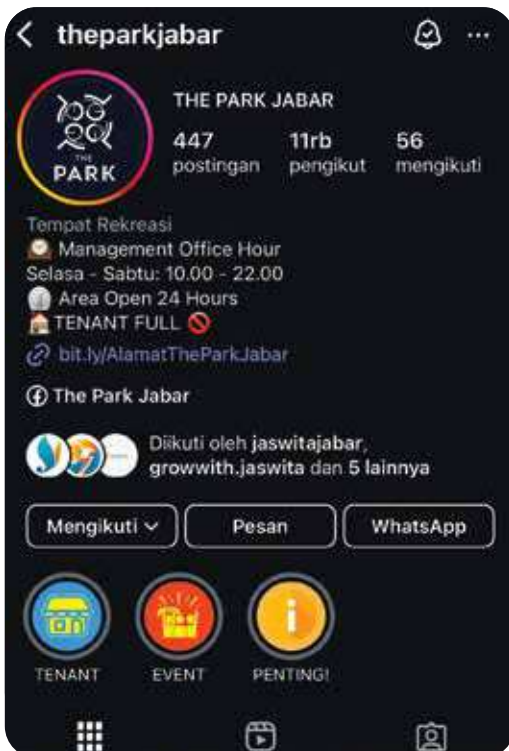 theparkjabar
THE
PARK
THE PARK JABAR
447 11rb 56
postingan pengikut mengikuti
Tempat Rekreasi
Management Office Hour
Selasa - Sabtu: 10.00 - 22.00
Area Open 24 Hours
TENANT FULL
bit.ly/AlamatTheParkJabar
The Park Jabar
Diikuti oleh jaswitajabar,
growwith.jaswita dan 5 lainnya
Mengikuti Pesan WhatsApp
TENANT EVENT PENTING!